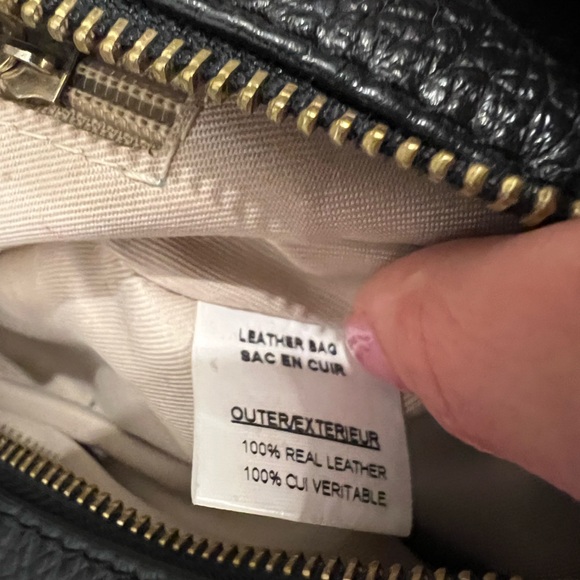 LEATHER BAG
SAC EN CUIR
OUTER/EXTERIEUR
100% REAL LEATHER
100% CUI VERITABLE